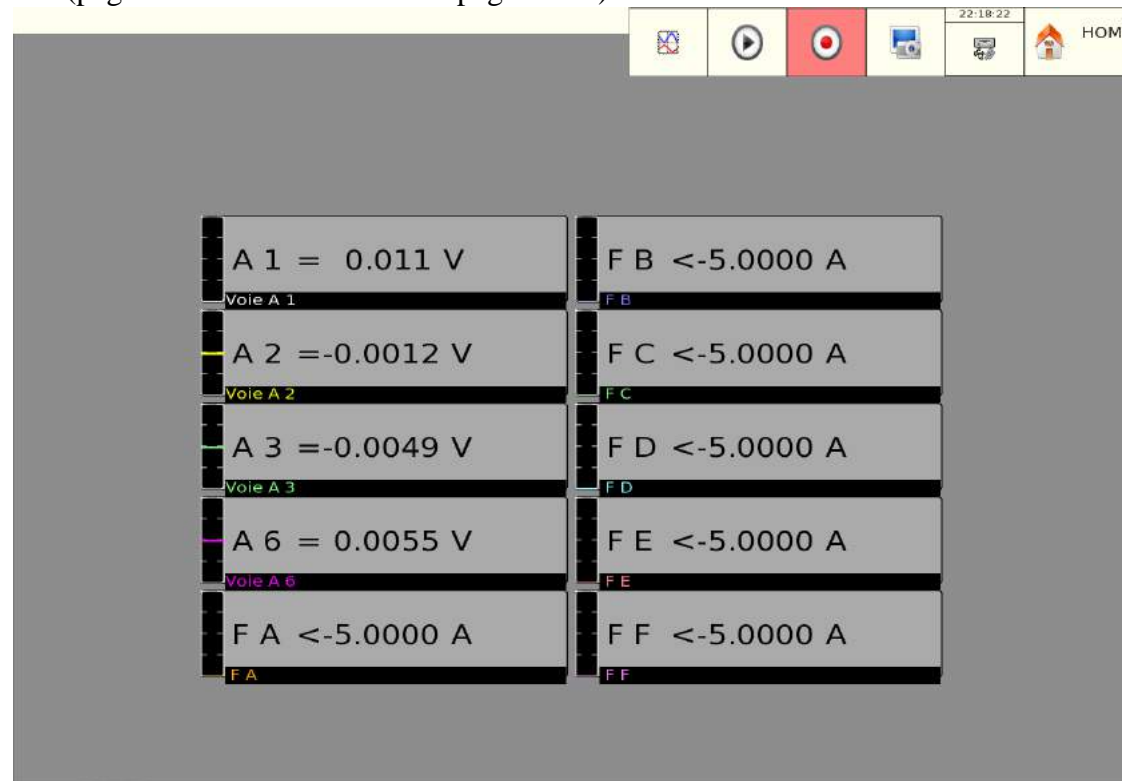 22:18:22
HOM
A 1 = 0.011 V
Voie A 1
A 2 =-0.0012 V
Voie A 2
A 3 =-0.0049 V
Voie A 3
A 6 = 0.0055 V
Voie A 6
F A <-5.0000 A
F A
F B <-5.0000 A
F B
F C <-5.0000 A
F C
F D <-5.0000 A
F D
F E <-5.0000 A
F E
F F <-5.0000 A
F F